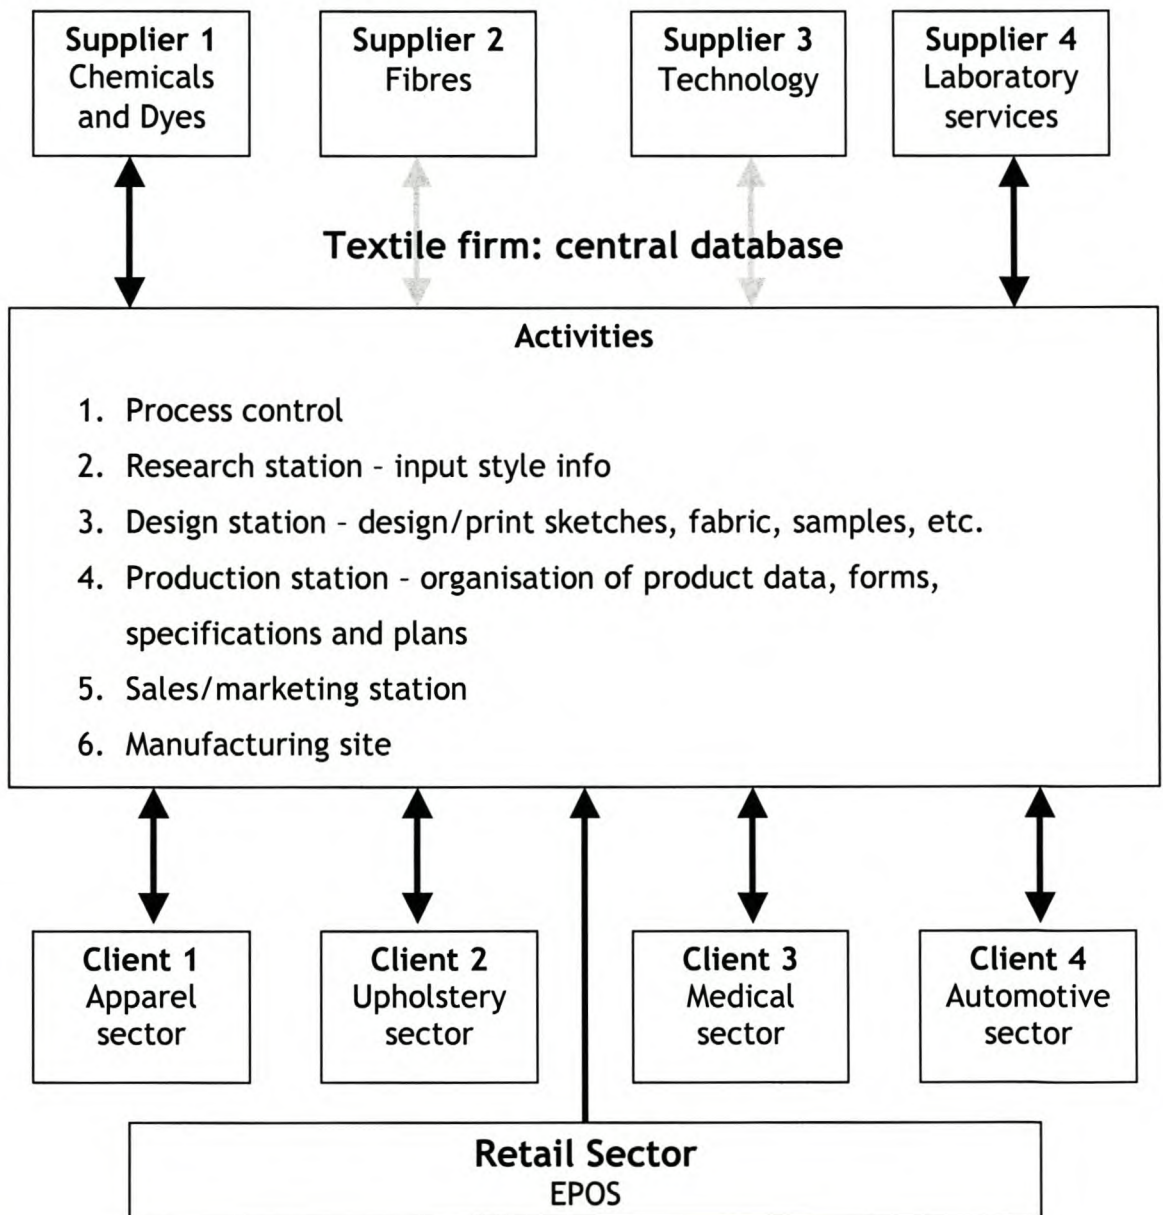 Supplier 1
Chemicals
and Dyes
Supplier 2
Fibres
Supplier 3
Technology
Supplier 4
Laboratory
services
Textile firm: central database
Activities
1. Process control
2. Research station - input style info
3. Design station - design/print sketches, fabric, samples, etc.
4. Production station - organisation of product data, forms,
specifications and plans
5. Sales/marketing station
6. Manufacturing site
Client 1
Apparel
sector
Client 2
Upholstery
sector
Client 3
Medical
sector
Client 4
Automotive
sector
Retail Sector
EPOS